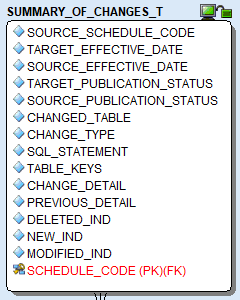 SUMMARY_OF_CHANGES_T
SOURCE_SCHEDULE_CODE
TARGET_EFFECTIVE_DATE
SOURCE_EFFECTIVE_DATE
TARGET_PUBLICATION_STATUS
SOURCE_PUBLICATION_STATUS
CHANGED_TABLE
CHANGE_TYPE
SQL_STATEMENT
TABLE_KEYS
CHANGE_DETAIL
PREVIOUS_DETAIL
DELETED_IND
NEW_IND
MODIFIED_IND
SCHEDULE_CODE (PK)(FK)